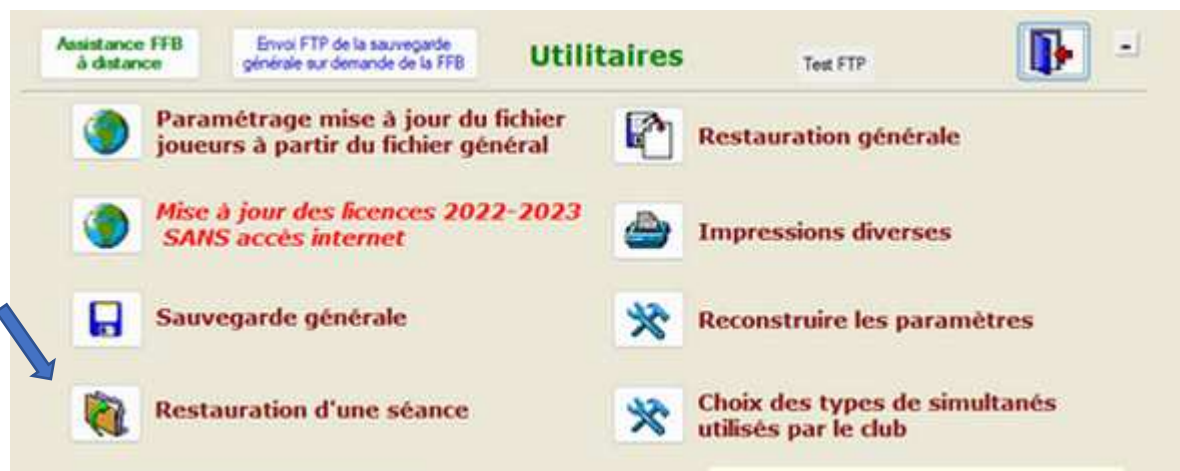 Assistance FFB
à distance
Envoi FTP de la sauvegarde
générale sur demande de la FFB
Utilitaires
Test FTP
-
Paramétrage mise à jour du fichier
joueurs à partir du fichier général
Restauration générale
Mise à jour des licences 2022-2023
SANS accès internet
Impressions diverses
Sauvegarde générale
Reconstruire les paramètres
Restauration d'une séance
Choix des types de simultanés
utilisés par le club